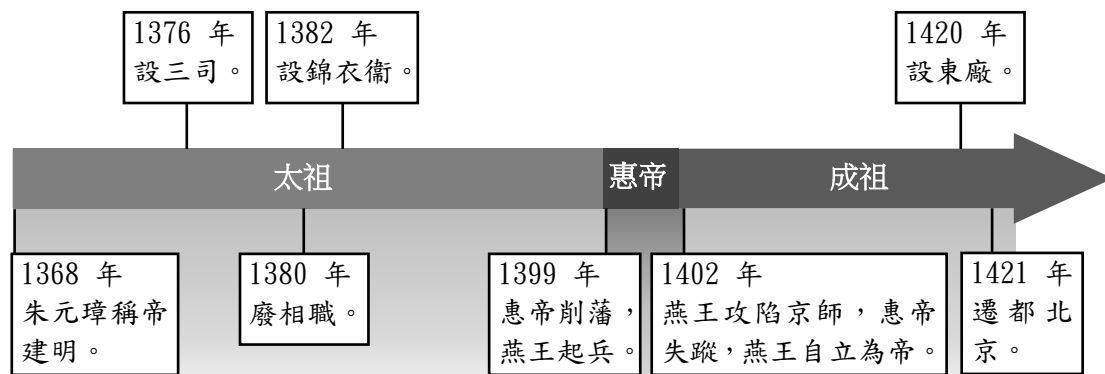 1376 年
設三司。
1382 年
設錦衣衞。
1420 年
設東廠。
太祖
惠帝
成祖
1368 年
朱元璋稱帝
建明。
1380 年
廢相職。
1399 年
惠帝削藩，
燕王起兵。
1402 年
燕王攻陷京師，惠帝
失蹤，燕王自立為帝。
1421 年
遷都北
京。